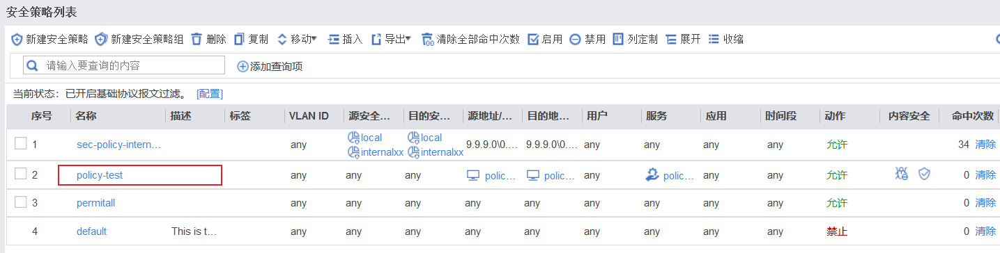 安全策略列表
新建安全策略 新建安全策略组 删除 复制 移动 插入 导出 清除全部命中次数 启用 禁用 列定制 展开 收缩
请输入要查询的内容 添加查询项
当前状态：已开启基础协议报文过滤。 [配置]
序号 名称 描述 标签 VLAN ID 源安全... 目的安... 源地址/... 目的地... 用户 服务 应用 时间段 动作 内容安全 命中次数
1 sec-policy-intern... any local internalxx local internalxx 9.9.9.0\0.... 9.9.9.0\0.... any any any any 允许 34 清除
2 policy-test any any any polic... polic... any polic... any any 允许 0 清除
3 permitall any any any any any any any any any 允许 0 清除
4 default This is t... any any any any any any any any any 禁止 0 清除